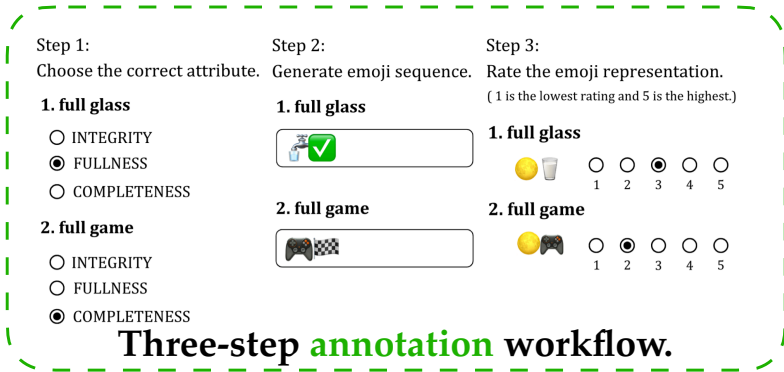 Step 1:
Choose the correct attribute.
1. full glass
INTEGRITY
FULLNESS
COMPLETENESS
2. full game
INTEGRITY
FULLNESS
COMPLETENESS
Step 2:
Generate emoji sequence.
1. full glass
2. full game
Step 3:
Rate the emoji representation.
( 1 is the lowest rating and 5 is the highest.)
1. full glass
1 2 3 4 5
2. full game
1 2 3 4 5
Three-step annotation workflow.